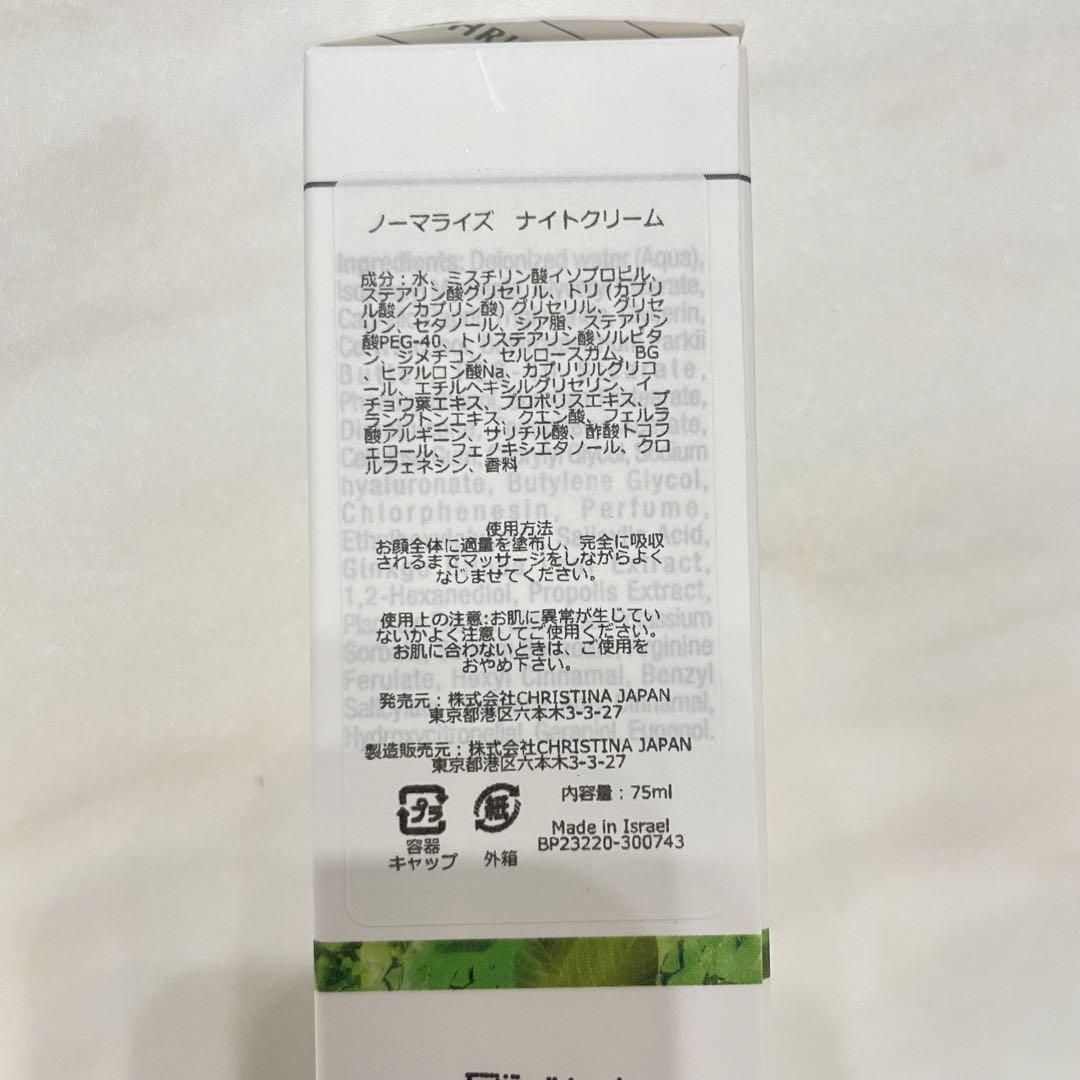 ノーマライズ　ナイトクリーム
成分：水、ミスチリン酸イソプロピル、
ステアリン酸グリセリル、トリ（カプリ
ル酸／カプリン酸）グリセリル、グリセ
リン、セタノール、シア脂、ステアリン
酸PEG-40、トリステアリン酸ソルビタ
ン、ジメチコン、セルロースガム、BG
、ヒアルロン酸Na、カプリリルグリコ
ール、エチルヘキシルグリセリン、イ
チョウ葉エキス、プロポリスエキス、プ
ランクトンエキス、クエン酸、フェルラ
酸アルギニン、サリチル酸、酢酸トコフ
ェロール、フェノキシエタノール、クロ
ルフェネシン、香料
hyaluronate, Butylene Glycol,
Chlorphenesin, Perfume,
使用方法
お顔全体に適量を塗布し、完全に吸収
されるまでマッサージをしながらよく
なじませてください。
1,2-Hexanediol, Propolis Extract,
使用上の注意:お肌に異常が生じてい
ないかよく注意してご使用ください。
お肌に合わないときは、ご使用を
おやめ下さい。
Ferulate, Hexyl Cinnamal, Benzyl
発売元：株式会社CHRISTINA JAPAN
東京都港区六本木3-3-27
製造販売元：株式会社CHRISTINA JAPAN
東京都港区六本木3-3-27
プラ
容器
キャップ
紙
外箱
内容量：75ml
Made in Israel
BP23220-300743